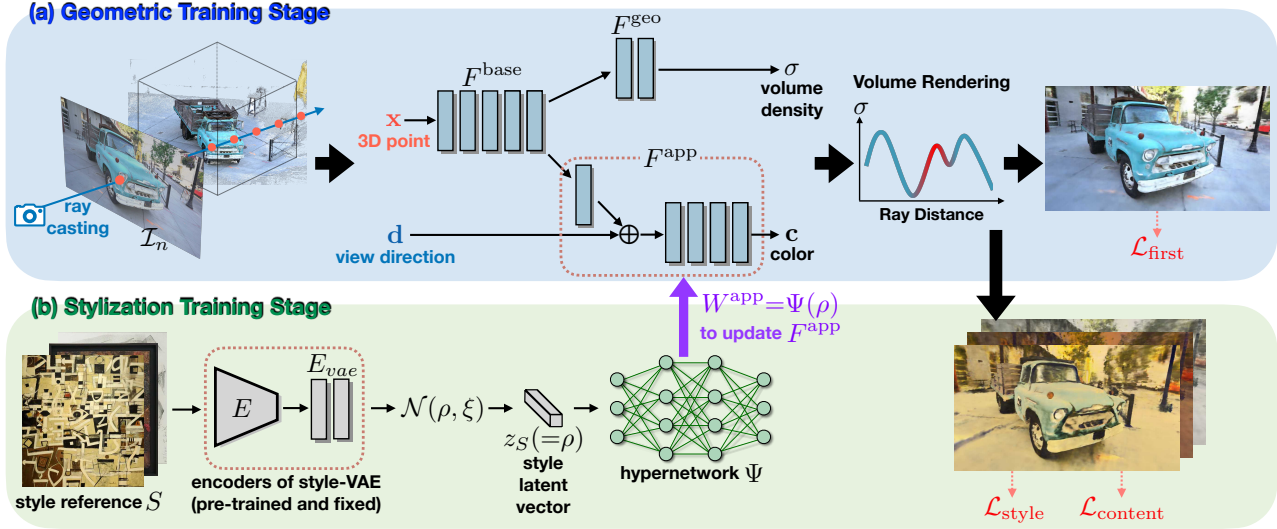 (a) Geometric Training Stage
ray
casting
I_n
x
3D point
F^base
F^geo
σ
volume
density
F^app
d
view direction
⊕
c
color
Volume Rendering
σ
Ray Distance
L_first
(b) Stylization Training Stage
W^app=Ψ(ρ)
to update F^app
style reference S
E
E_vae
encoders of style-VAE
(pre-trained and fixed)
N(ρ, ξ)
z_S(=ρ)
style
latent
vector
hypernetwork Ψ
L_style
L_content